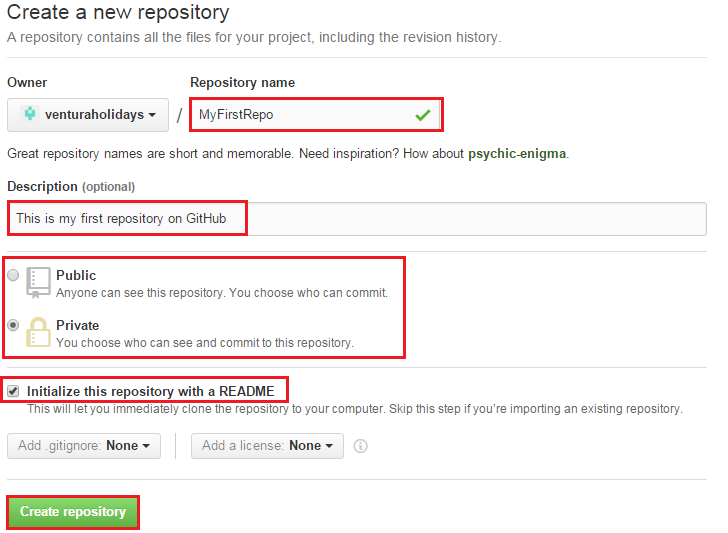 Create a new repository
A repository contains all the files for your project, including the revision history.
Owner Repository name
venturaholidays / MyFirstRepo
Great repository names are short and memorable. Need inspiration? How about psychic-enigma.
Description (optional)
This is my first repository on GitHub
Public
Anyone can see this repository. You choose who can commit.
Private
You choose who can see and commit to this repository.
Initialize this repository with a README
This will let you immediately clone the repository to your computer. Skip this step if you're importing an existing repository.
Add .gitignore: None Add a license: None
Create repository